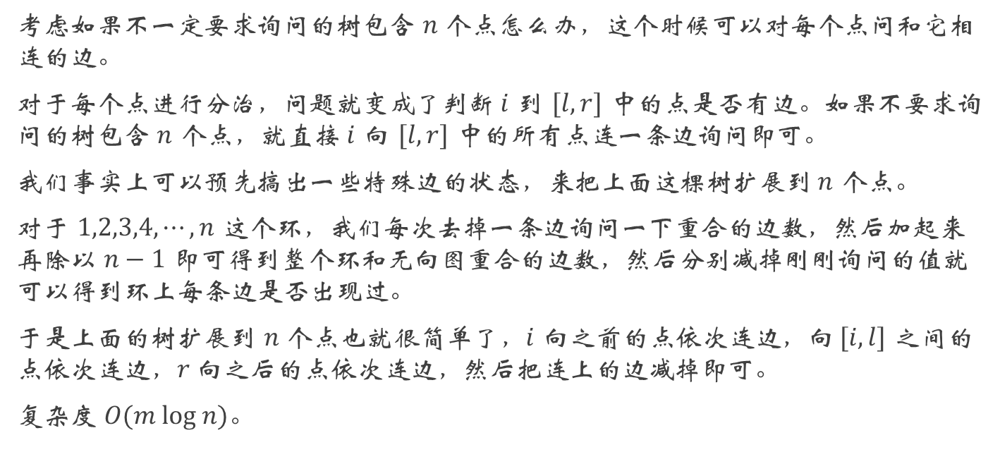 考虑如果不一定要求询问的树包含 n 个点怎么办，这个时候可以对每个点问和它相
连的边。
对于每个点进行分治，问题就变成了判断 i 到 [l,r] 中的点是否有边。如果不要求询
问的树包含 n 个点，就直接 i 向 [l,r] 中的所有点连一条边询问即可。
我们事实上可以预先搞出一些特殊边的状态，来把上面这棵树扩展到 n 个点。
对于 1,2,3,4,⋯,n 这个环，我们每次去掉一条边询问一下重合的边数，然后加起来
再除以 n − 1 即可得到整个环和无向图重合的边数，然后分别减掉刚刚询问的值就
可以得到环上每条边是否出现过。
于是上面的树扩展到 n 个点也就很简单了，i 向之前的点依次连边，向 [i,l] 之间的
点依次连边，r 向之后的点依次连边，然后把连上的边减掉即可。
复杂度 O(m log n)。